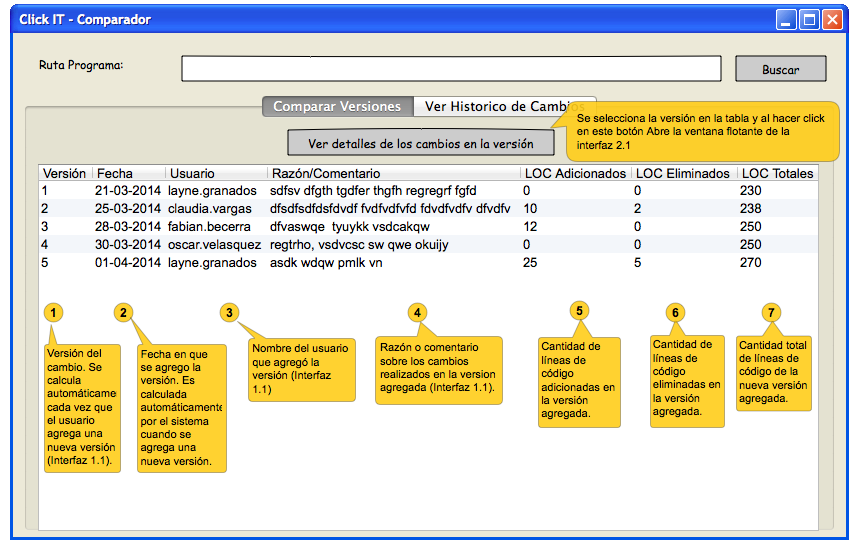 Click IT - Comparador
Ruta Programa:
Buscar
Comparar Versiones
Ver Historico de Cambios
Se selecciona la versión en la tabla y al hacer click
en este botón Abre la ventana flotante de la
interfaz 2.1
Ver detalles de los cambios en la versión
Versión Fecha Usuario Razón/Comentario LOC Adicionados LOC Eliminados LOC Totales
1 21-03-2014 layne.granados sdfsv dfgth tgdfer thgfh regregrf fgfd 0 0 230
2 25-03-2014 claudia.vargas dfsdfsdfdsfdvdf fvdfvdfvfd fdvdfvdfv dfvdfv 10 2 238
3 28-03-2014 fabian.becerra dfvaswqe tyuykk vsdcakqw 12 0 250
4 30-03-2014 oscar.velasquez regtrho, vsdvcsc sw qwe okuijy 0 0 250
5 01-04-2014 layne.granados asdk wdqw pmlk vn 25 5 270
1
Versión del
cambio. Se
calcula
automáticame
cada vez que
el usuario
agrega una
nueva versión
(Interfaz 1.1).
2
Fecha en que
se agrego la
versión. Es
calculada
automáticamente
por el sistema
cuando se
agrega una
nueva versión.
3
Nombre del usuario
que agregó la
versión (Interfaz
1.1)
4
Razón o comentario
sobre los cambios
realizados en la version
agregada (Interfaz 1.1).
5
Cantidad de
líneas de
código
adicionadas en
la versión
agregada.
6
Cantidad de
líneas de
código
eliminadas en
la versión
agregada.
7
Cantidad total
de líneas de
código de la
nueva versión
agregada.